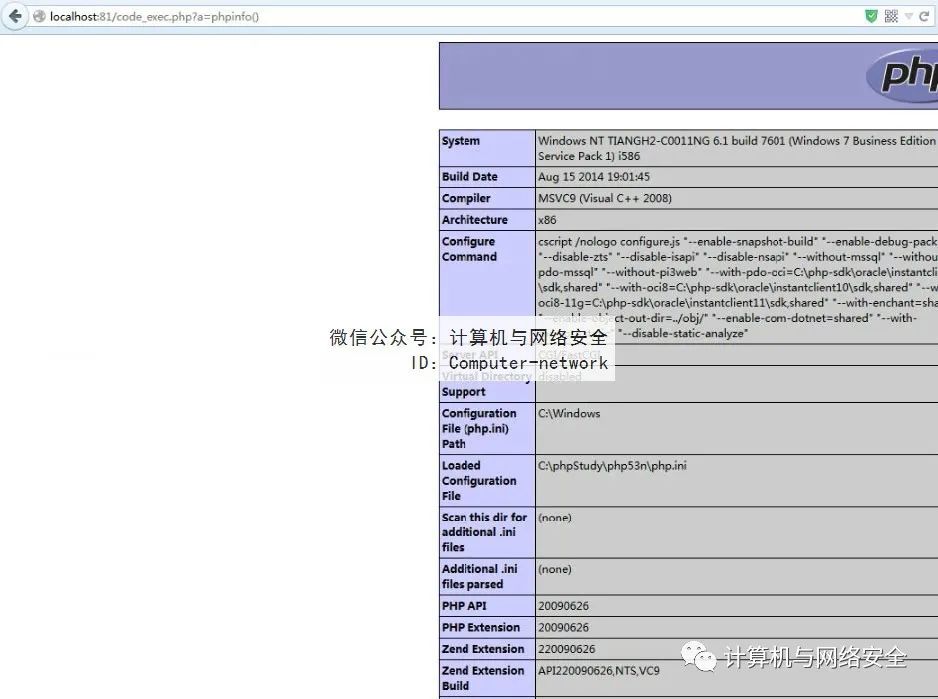 localhost:81/code_exec.php?a=phpinfo()
php
System
Windows NT TIANGH2-C0011NG 6.1 build 7601 (Windows 7 Business Edition
Service Pack 1) i586
Build Date
Aug 15 2014 19:01:45
Compiler
MSVC9 (Visual C++ 2008)
Architecture
x86
Configure
Command
cscript /nologo configure.js "--enable-snapshot-build" "--enable-debug-pack
"--disable-zts" "--disable-isapi" "--disable-nsapi" "--without-mssql" "--withou
pdo-mssql" "--without-pi3web" "--with-pdo-oci=C:\php-sdk\oracle\instantcli
\sdk,shared" "--with-oci8=C:\php-sdk\oracle\instantclient10\sdk,shared" "--w
oci8-11g=C:\php-sdk\oracle\instantclient11\sdk,shared" "--with-enchant=sha
"--enable-object-out-dir=../obj/" "--enable-com-dotnet=shared" "--with-
"--disable-static-analyze"
微信公众号：计算机与网络安全
ID：Computer-network
Server API
CGI/FastCGI
Virtual Directory
Support
disabled
Configuration
File (php.ini)
Path
C:\Windows
Loaded
Configuration
File
C:\phpStudy\php53n\php.ini
Scan this dir for
additional .ini
files
(none)
Additional .ini
files parsed
(none)
PHP API
20090626
PHP Extension
20090626
Zend Extension
220090626
Zend Extension
Build
API220090626,NTS,VC9
计算机与网络安全